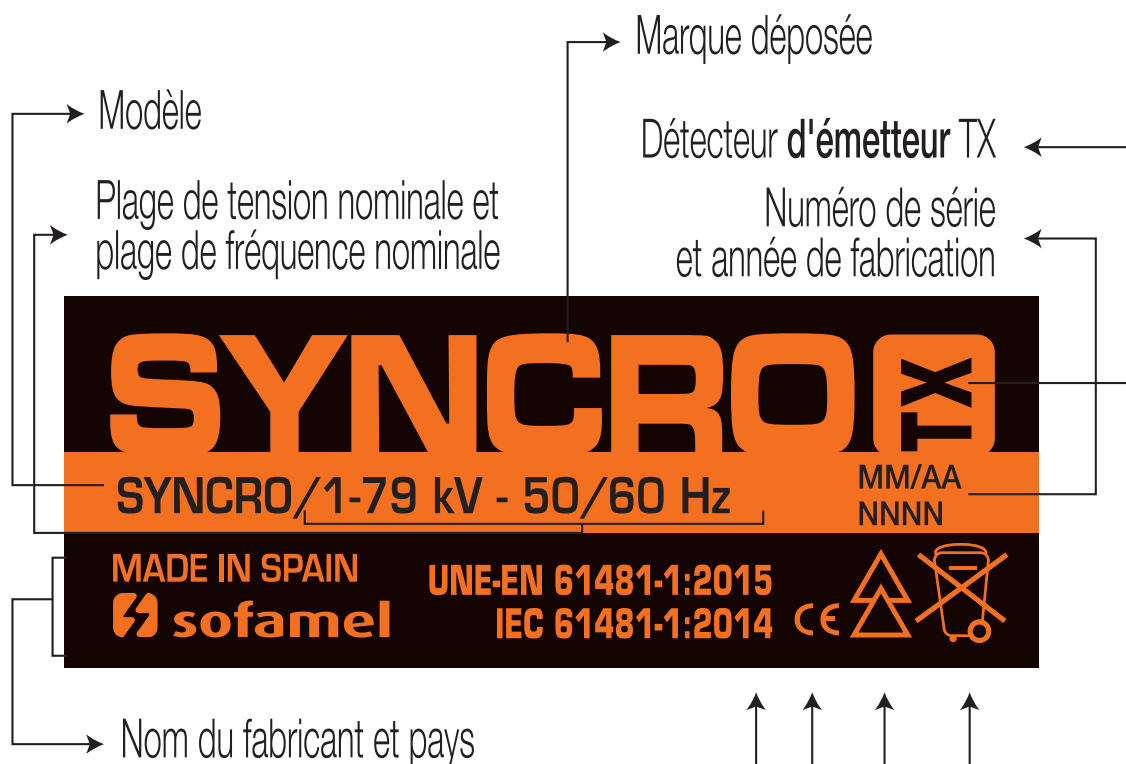 Marque déposée
Modèle
Détecteur d'émetteur TX
Plage de tension nominale et
plage de fréquence nominale
Numéro de série
et année de fabrication
SYNCRO TX
SYNCRO/1-79 kV - 50/60 Hz
MM/AA
NNNN
MADE IN SPAIN
sofamel
UNE-EN 61481-1:2015
IEC 61481-1:2014
CE
Nom du fabricant et pays